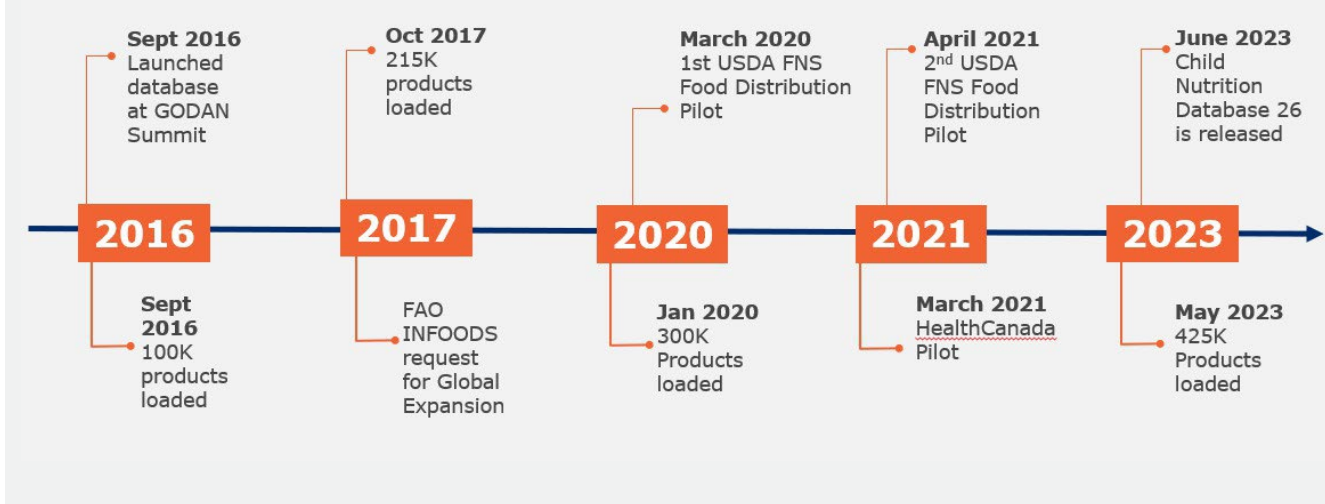 Sept 2016
Launched
database
at GODAN
Summit
Oct 2017
215K
products
loaded
March 2020
1st USDA FNS
Food Distribution
Pilot
April 2021
2nd USDA
FNS Food
Distribution
Pilot
June 2023
Child
Nutrition
Database 26
is released
2016
2017
2020
2021
2023
Sept
2016
100K
products
loaded
FAO
INFOODS
request
for Global
Expansion
Jan 2020
300K
Products
loaded
March 2021
HealthCanada
Pilot
May 2023
425K
Products
loaded